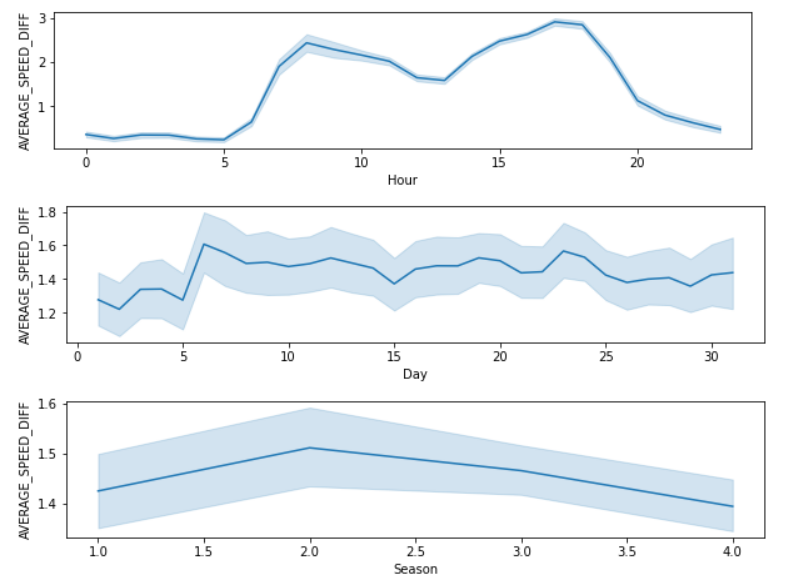 AVERAGE_SPEED_DIFF
3
2
1
0 5 10 15 20
Hour
AVERAGE_SPEED_DIFF
1.8
1.6
1.4
1.2
0 5 10 15 20 25 30
Day
AVERAGE_SPEED_DIFF
1.6
1.5
1.4
1.0 1.5 2.0 2.5 3.0 3.5 4.0
Season